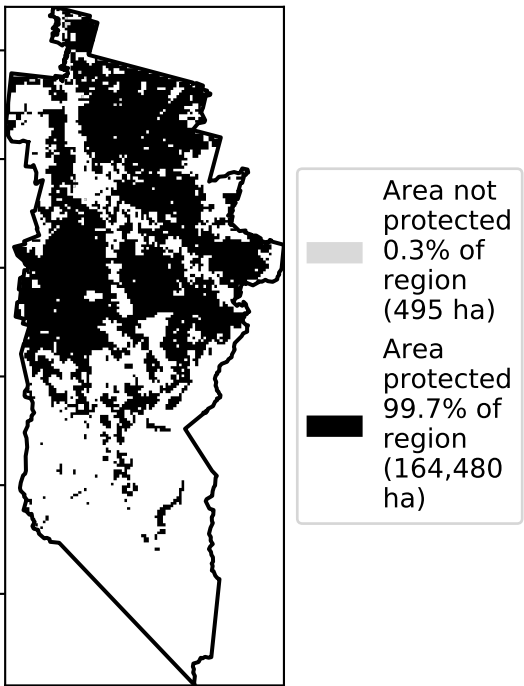 Area not
protected
0.3% of
region
(495 ha)
Area
protected
99.7% of
region
(164,480
ha)